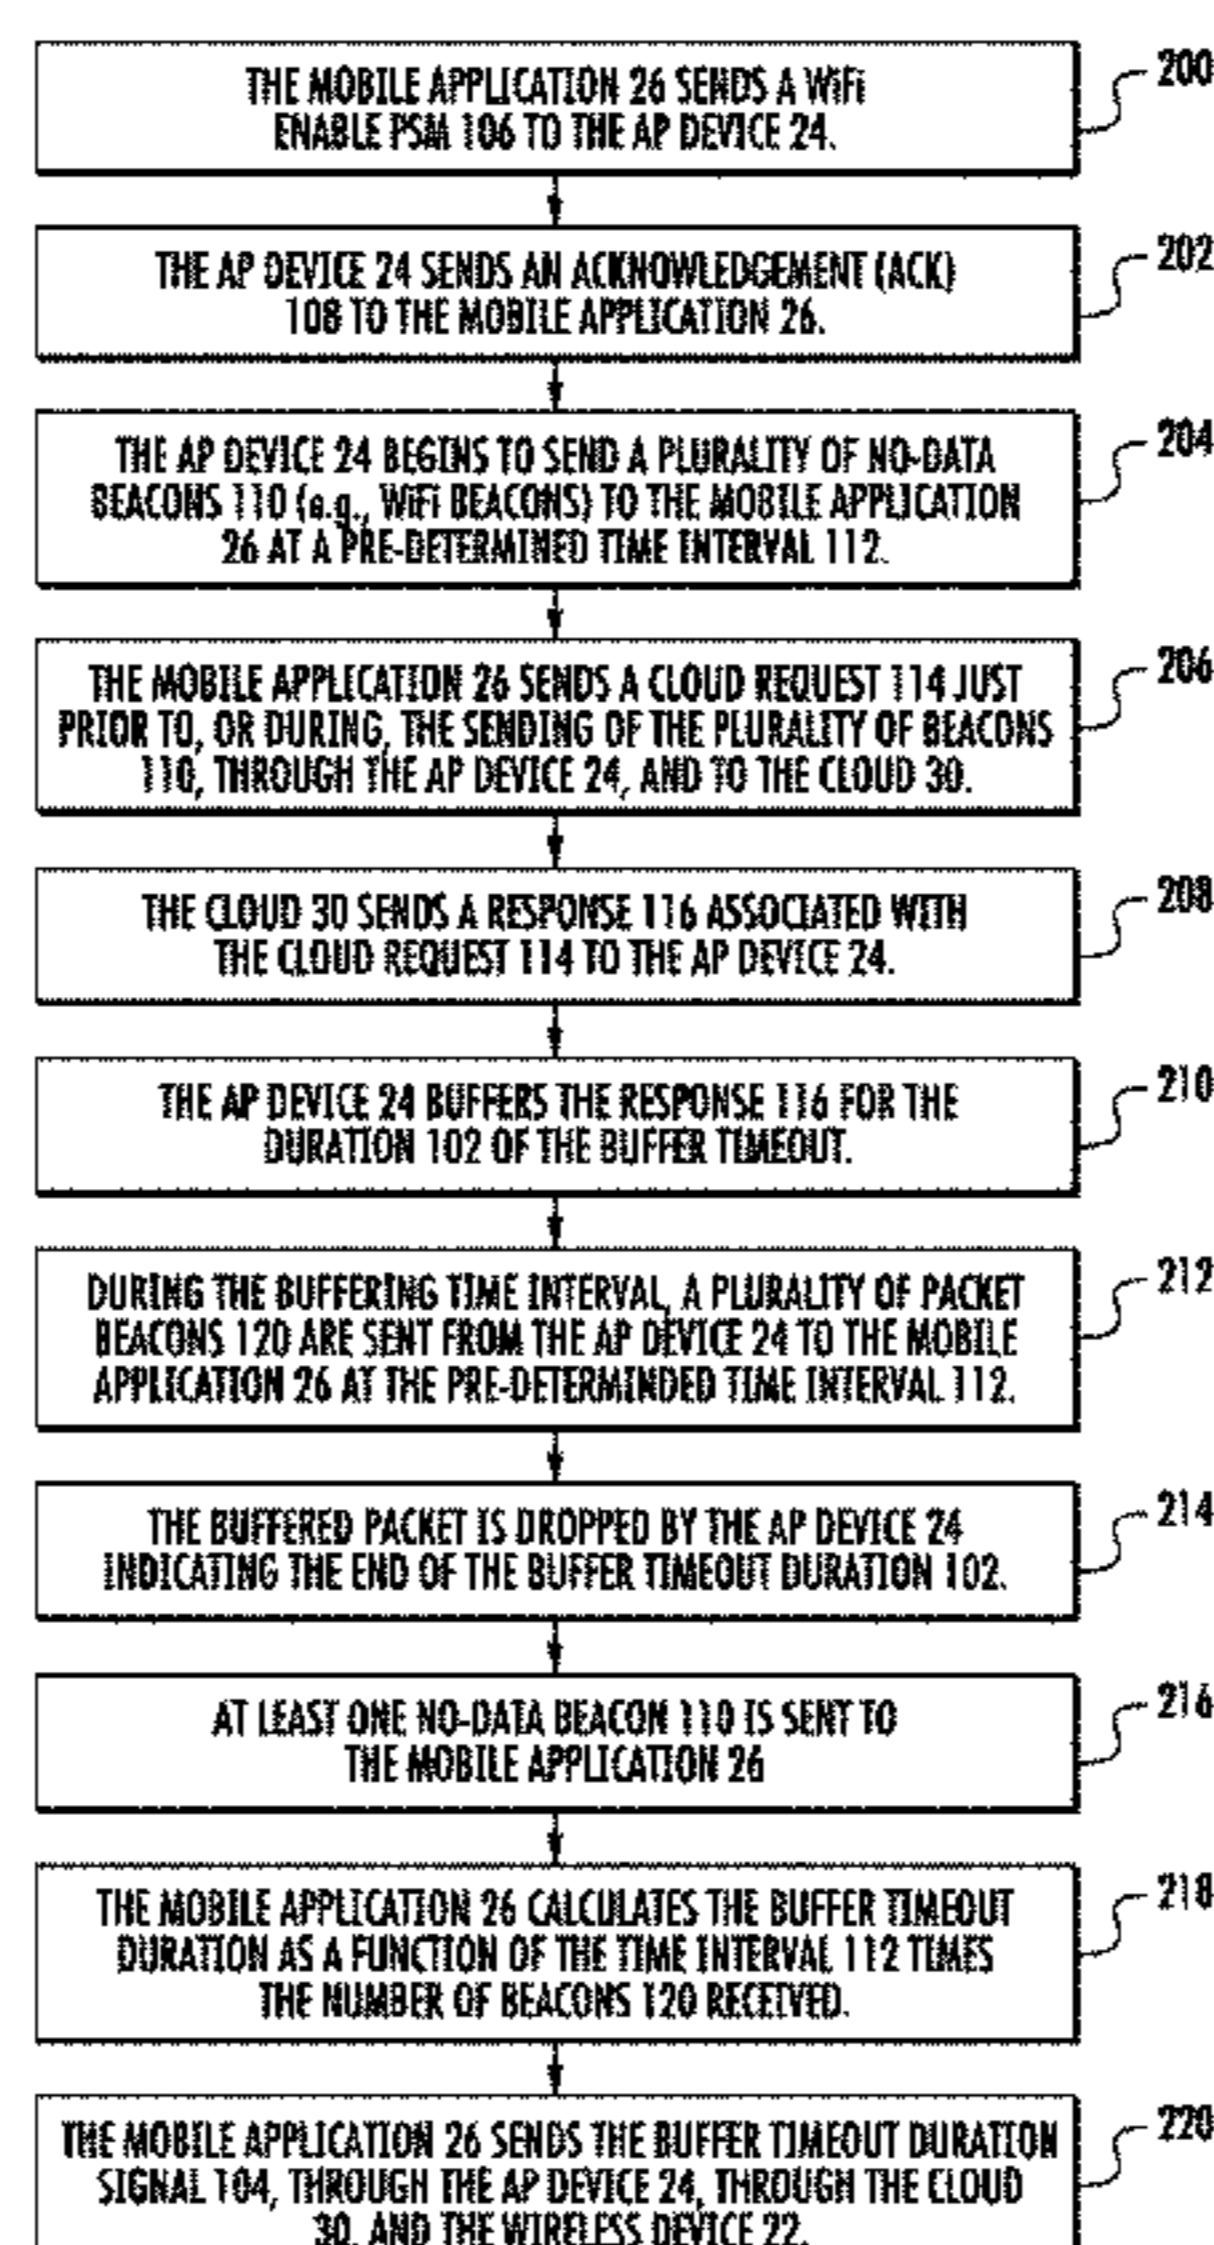 THE MOBILE APPLICATION 26 SENDS A WiFi
ENABLE PSM 106 TO THE AP DEVICE 24.
200
THE AP DEVICE 24 SENDS AN ACKNOWLEDGEMENT (ACK)
108 TO THE MOBILE APPLICATION 26.
202
THE AP DEVICE 24 BEGINS TO SEND A PLURALITY OF NO-DATA
BEACONS 110 (e.g., WiFi BEACONS) TO THE MOBILE APPLICATION
26 AT A PRE-DETERMINED TIME INTERVAL 112.
204
THE MOBILE APPLICATION 26 SENDS A CLOUD REQUEST 114 JUST
PRIOR TO, OR DURING, THE SENDING OF THE PLURALITY OF BEACONS
110, THROUGH THE AP DEVICE 24, AND TO THE CLOUD 30.
206
THE CLOUD 30 SENDS A RESPONSE 116 ASSOCIATED WITH
THE CLOUD REQUEST 114 TO THE AP DEVICE 24.
208
THE AP DEVICE 24 BUFFERS THE RESPONSE 116 FOR THE
DURATION 102 OF THE BUFFER TIMEOUT.
210
DURING THE BUFFERING TIME INTERVAL, A PLURALITY OF PACKET
BEACONS 120 ARE SENT FROM THE AP DEVICE 24 TO THE MOBILE
APPLICATION 26 AT THE PRE-DETERMINDED TIME INTERVAL 112.
212
THE BUFFERED PACKET IS DROPPED BY THE AP DEVICE 24
INDICATING THE END OF THE BUFFER TIMEOUT DURATION 102.
214
AT LEAST ONE NO-DATA BEACON 110 IS SENT TO
THE MOBILE APPLICATION 26
216
THE MOBILE APPLICATION 26 CALCULATES THE BUFFER TIMEOUT
DURATION AS A FUNCTION OF THE TIME INTERVAL 112 TIMES
THE NUMBER OF BEACONS 120 RECEIVED.
218
THE MOBILE APPLICATION 26 SENDS THE BUFFER TIMEOUT DURATION
SIGNAL 104, THROUGH THE AP DEVICE 24, THROUGH THE CLOUD
30, AND THE WIRELESS DEVICE 22.
220